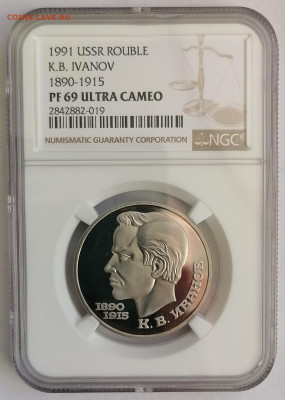 1991 USSR ROUBLE
K.B. IVANOV
1890-1915
PF 69 ULTRA CAMEO
2842882-019
NUMISMATIC GUARANTY CORPORATION
NGC
1890
1915
К. В. ИВАНОВ